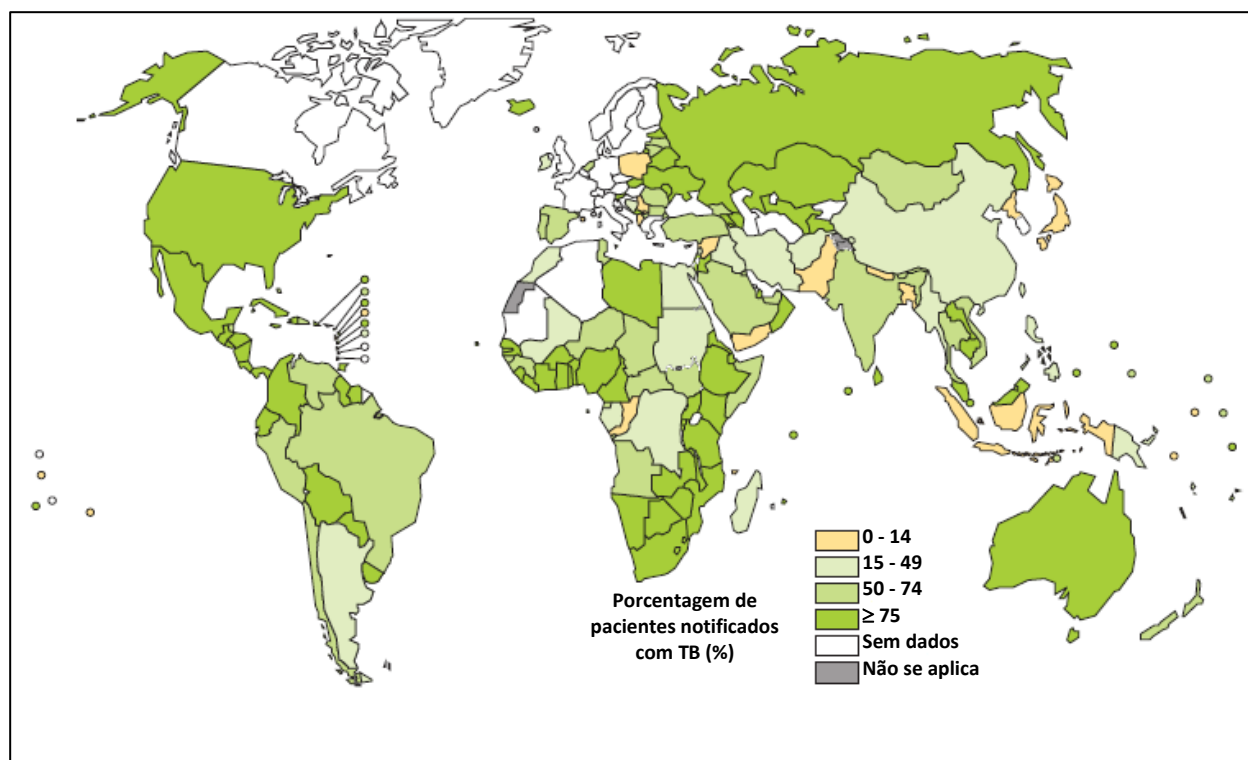 Porcentagem de
pacientes notificados
com TB (%)
0 - 14
15 - 49
50 - 74
≥ 75
Sem dados
Não se aplica